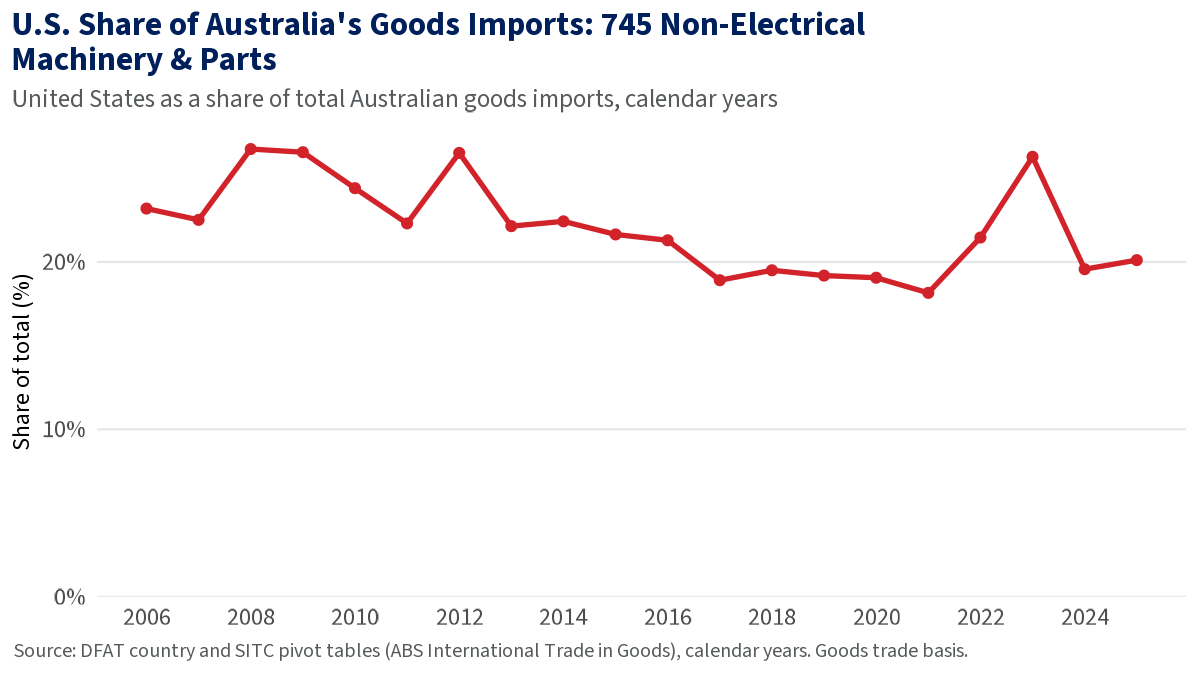 U.S. Share of Australia's Goods Imports: 745 Non-Electrical
Machinery & Parts
United States as a share of total Australian goods imports, calendar years
Share of total (%)
20%
10%
0%
2006 2008 2010 2012 2014 2016 2018 2020 2022 2024
Source: DFAT country and SITC pivot tables (ABS International Trade in Goods), calendar years. Goods trade basis.